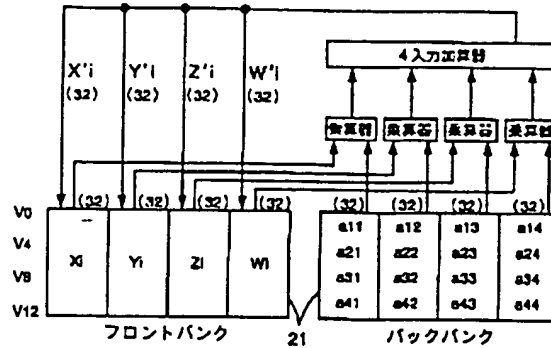 4入力加算器
X'i Y'i Z'i W'i
(32) (32) (32) (32)
乗算器 乗算器 乗算器 乗算器
(32) (32) (32) (32) (32) (32) (32) (32)
V0
V4
V8
V12
Xi Yi Zi Wi
a11 a12 a13 a14
a21 a22 a23 a24
a31 a32 a33 a34
a41 a42 a43 a44
フロントバンク 21 バックバンク